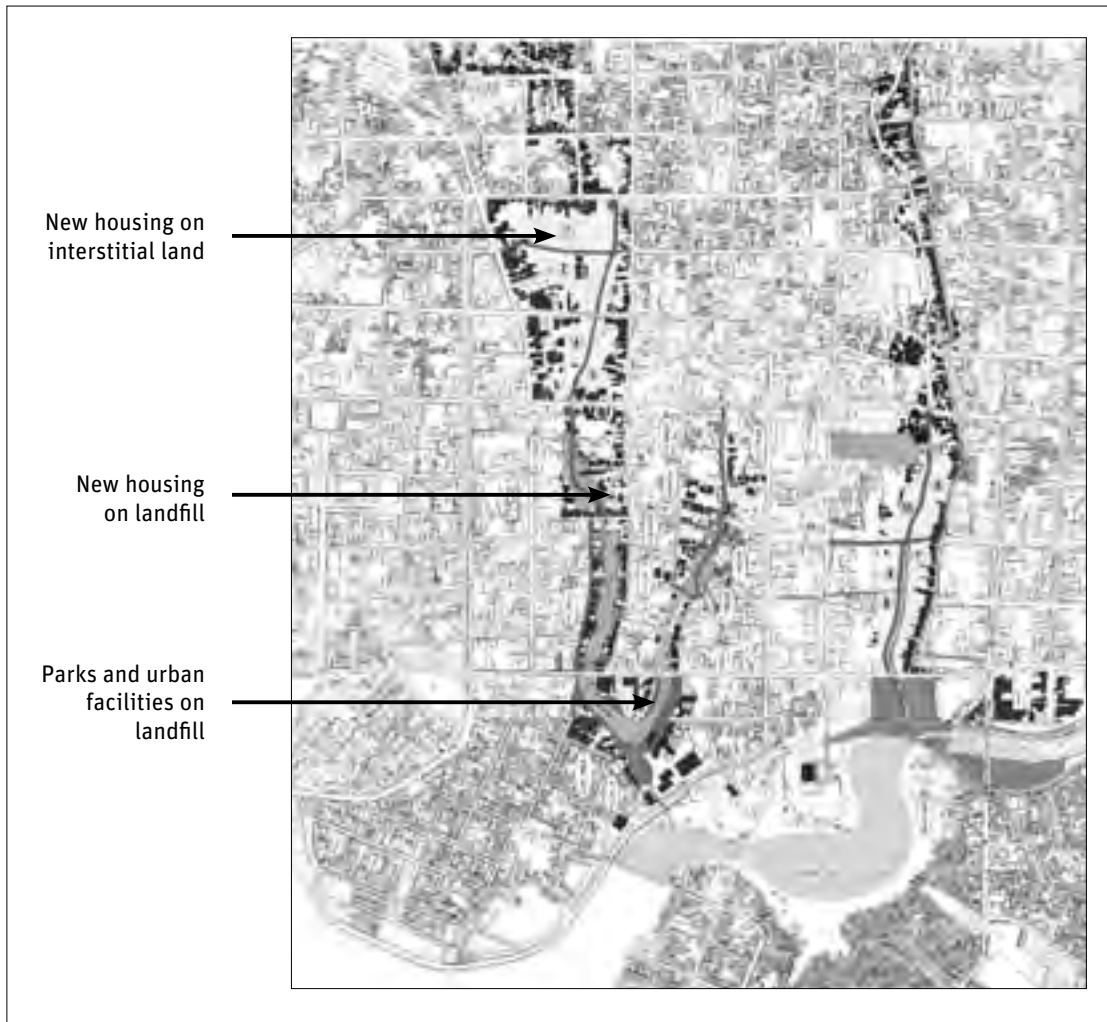 New housing on
interstitial land
New housing
on landfill
Parks and urban
facilities on
landfill